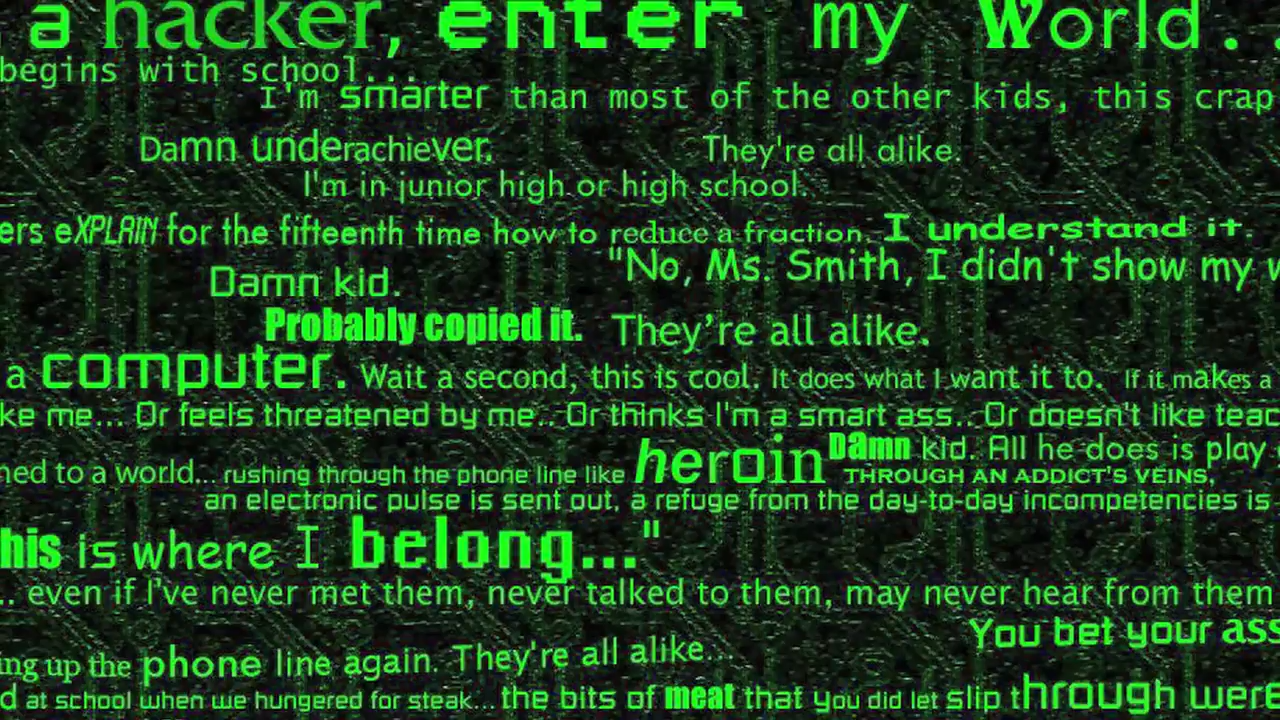 a hacker, enter my World. .
begins with school...
I'm smarter than most of the other kids, this crap
Damn underachiever. They're all alike.
I'm in junior high or high school.
ers eXPLAIN for the fifteenth time how to reduce a fraction. I understand it.
"No, Ms. Smith, I didn't show my w
Damn kid.
Probably copied it. They’re all alike.
a computer. Wait a second, this is cool. It does what I want it to. If it makes a
ke me... Or feels threatened by me.. Or thinks I'm a smart ass.. Or doesn't like teac
Damn kid. All he does is play
ned to a world... rushing through the phone line like heroin THROUGH AN ADDICT'S VEINS,
an electronic pulse is sent out, a refuge from the day-to-day incompetencies is
his is where I belong..."
.. even if I've never met them, never talked to them, may never hear from them
You bet your ass
ing up the phone line again. They're all alike...
d at school when we hungered for steak... the bits of meat that you did let slip through were